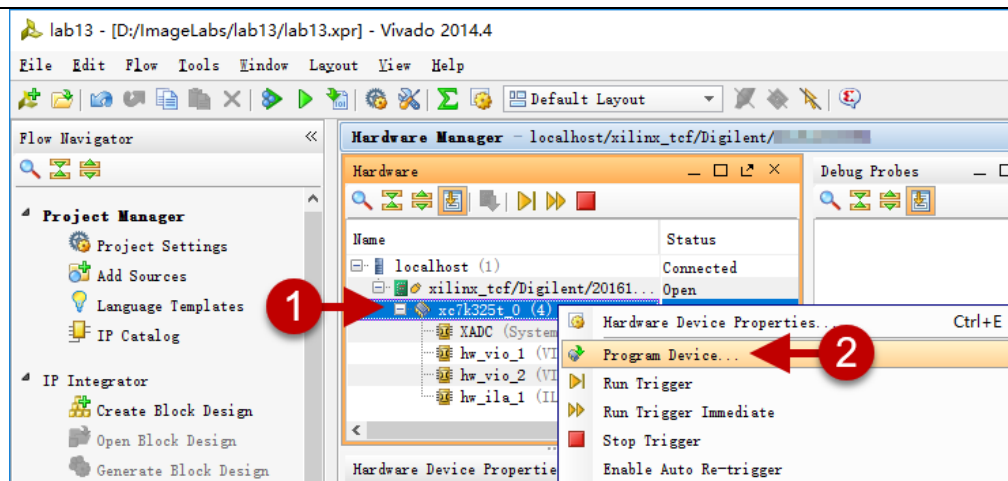 lab13 - [D:/ImageLabs/lab13/lab13.xpr] - Vivado 2014.4
File Edit Flow Tools Window Layout View Help
Default Layout
Flow Navigator
Project Manager
Project Settings
Add Sources
Language Templates
IP Catalog
IP Integrator
Create Block Design
Open Block Design
Generate Block Design
Hardware Manager - localhost/xilinx_tcf/Digilent/
Hardware
Name Status
localhost (1) Connected
xilinx_tcf/Digilent/20161... Open
xc7k325t_0 (4)
XADC (System
hw_vio_1 (VI
hw_vio_2 (VI
hw_ila_1 (IL
Hardware Device Propertie
Debug Probes
1
2
Hardware Device Properties... Ctrl+E
Program Device...
Run Trigger
Run Trigger Immediate
Stop Trigger
Enable Auto Re-trigger